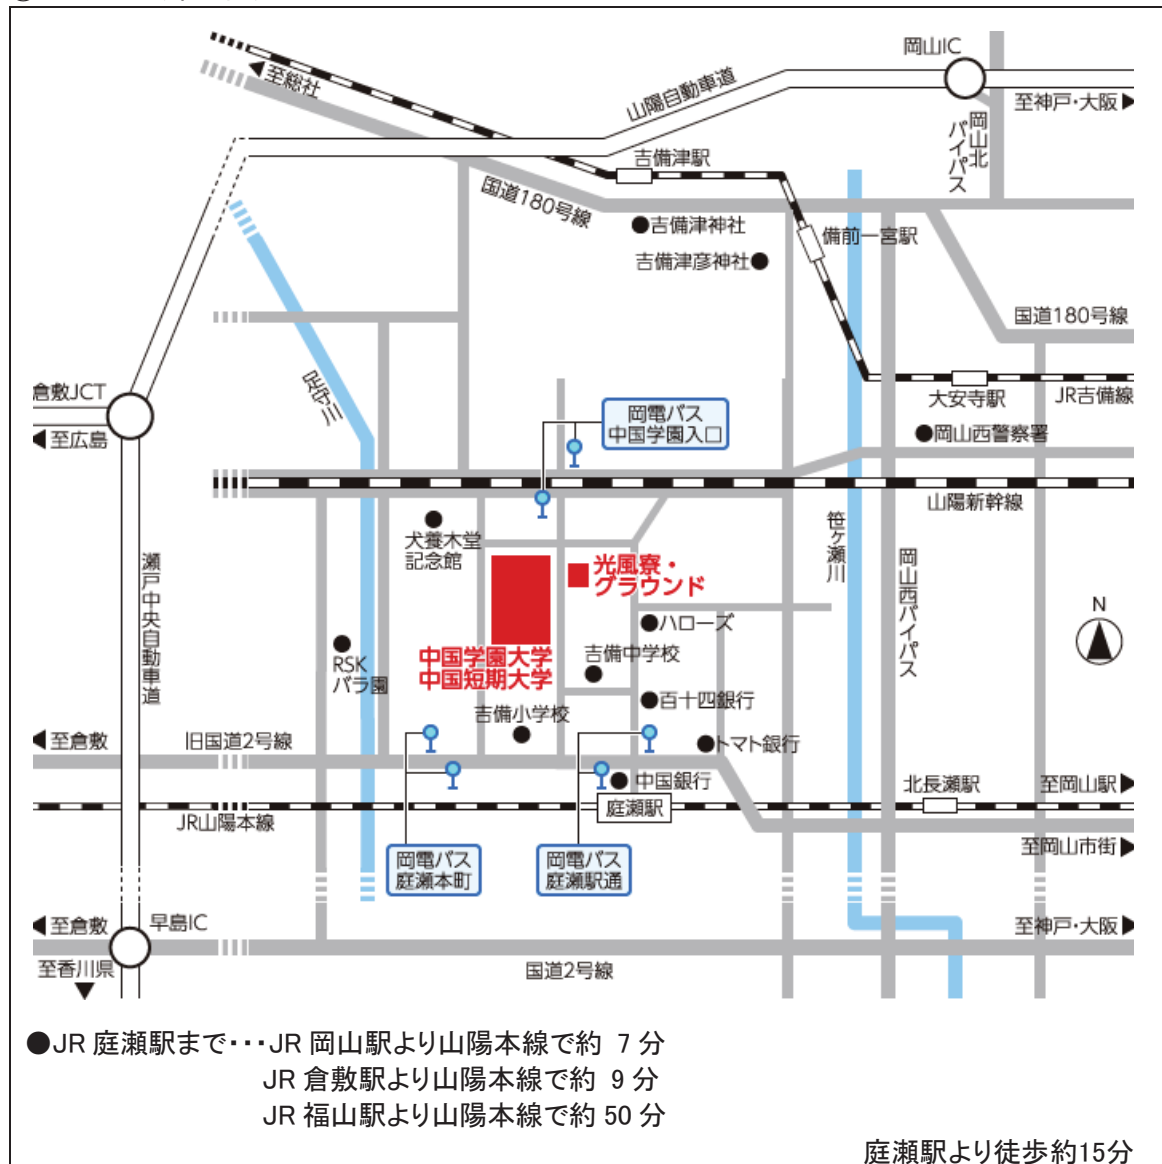 岡山IC
至総社
山陽自動車道
至神戸・大阪
岡山北
バイパス
吉備津駅
国道180号線
吉備津神社
備前一宮駅
吉備津彦神社
国道180号線
足守川
倉敷JCT
大安寺駅
JR吉備線
岡電バス
中国学園入口
至広島
岡山西警察署
山陽新幹線
犬養木堂
記念館
笹ヶ瀬川
瀬戸中央自動車道
光風寮・
グラウンド
岡山西バイパス
N
ハローズ
RSK
バラ園
中国学園大学
中国短期大学
吉備中学校
百十四銀行
吉備小学校
至倉敷
旧国道2号線
トマト銀行
中国銀行
北長瀬駅
至岡山駅
庭瀬駅
JR山陽本線
至岡山市街
岡電バス
庭瀬本町
岡電バス
庭瀬駅通
至倉敷
早島IC
至神戸・大阪
至香川県
国道2号線
●JR 庭瀬駅まで・・・JR 岡山駅より山陽本線で約 7 分
JR 倉敷駅より山陽本線で約 9 分
JR 福山駅より山陽本線で約 50 分
庭瀬駅より徒歩約15分